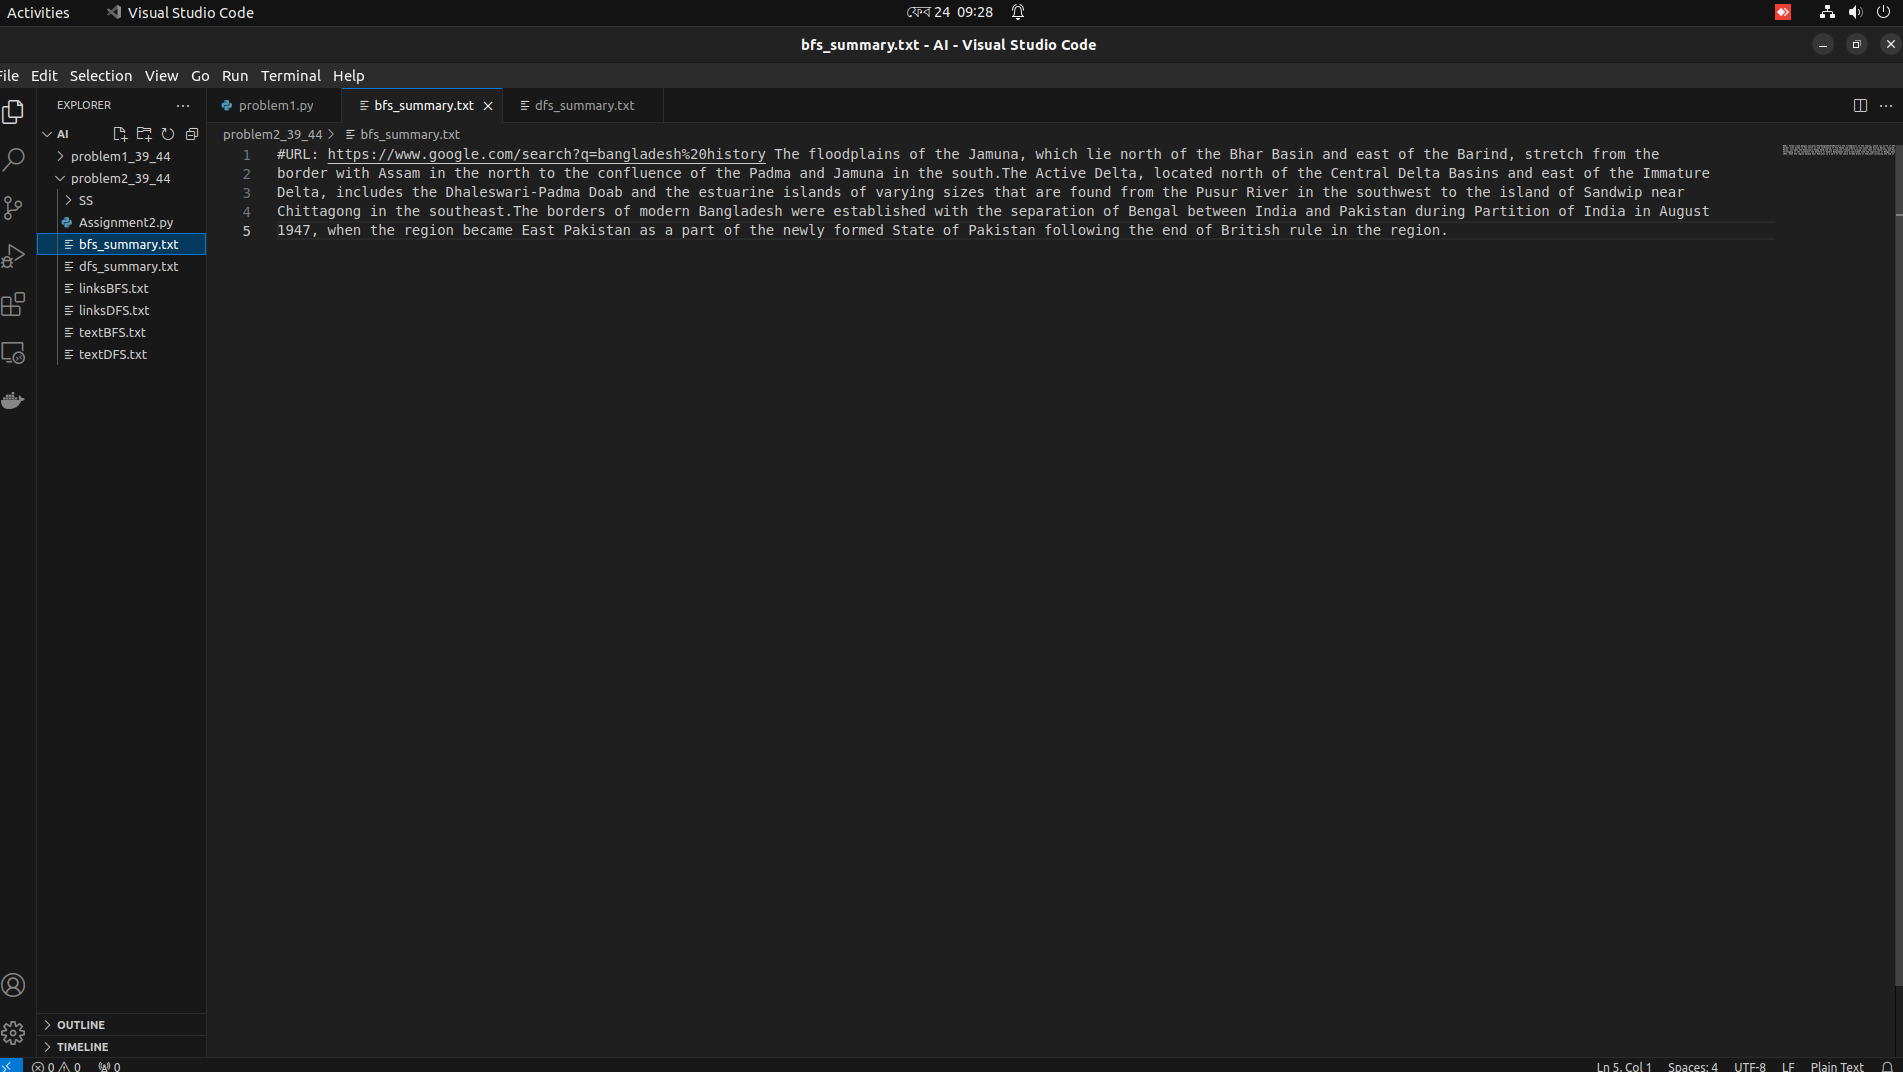 Activities Visual Studio Code ফেব 24 09:28
bfs_summary.txt - AI - Visual Studio Code
File Edit Selection View Go Run Terminal Help
EXPLORER
AI
problem1_39_44
problem2_39_44
SS
Assignment2.py
bfs_summary.txt
dfs_summary.txt
linksBFS.txt
linksDFS.txt
textBFS.txt
textDFS.txt
OUTLINE
TIMELINE
problem1.py bfs_summary.txt dfs_summary.txt
problem2_39_44 > bfs_summary.txt
1 #URL: https://www.google.com/search?q=bangladesh%20history The floodplains of the Jamuna, which lie north of the Bhar Basin and east of the Barind, stretch from the
2 border with Assam in the north to the confluence of the Padma and Jamuna in the south.The Active Delta, located north of the Central Delta Basins and east of the Immature
3 Delta, includes the Dhaleswari-Padma Doab and the estuarine islands of varying sizes that are found from the Pusur River in the southwest to the island of Sandwip near
4 Chittagong in the southeast.The borders of modern Bangladesh were established with the separation of Bengal between India and Pakistan during Partition of India in August
5 1947, when the region became East Pakistan as a part of the newly formed State of Pakistan following the end of British rule in the region.
0 0 0 Ln 5, Col 1 Spaces: 4 UTF-8 LF Plain Text